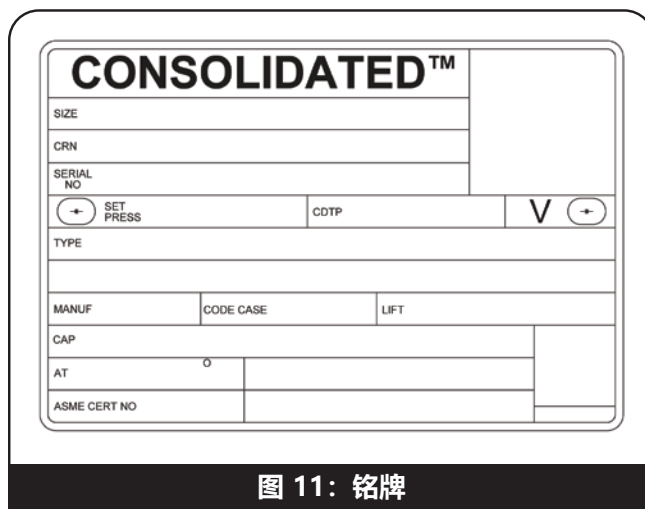 CONSOLIDATED™
SIZE
CRN
SERIAL
NO
SET
PRESS
CDTP
V
TYPE
MANUF
CODE CASE
LIFT
CAP
AT
O
ASME CERT NO
图 11：铭牌